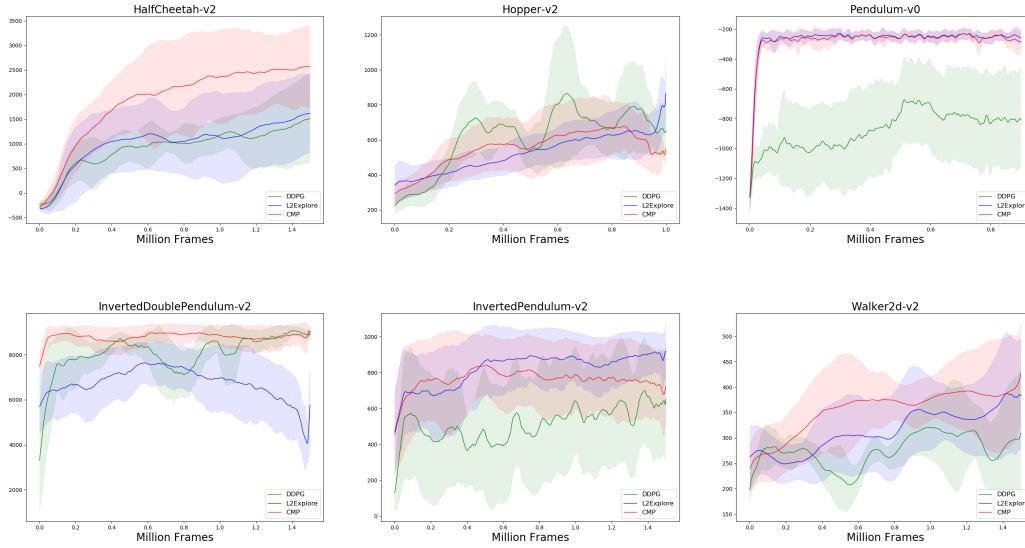 HalfCheetah-v2
3500
3000
2500
2000
1500
1000
500
0
−500
0.0 0.2 0.4 0.6 0.8 1.0 1.2 1.4
Million Frames
DDPG
L2Explore
CMP
Hopper-v2
1200
1000
800
600
400
200
0.0 0.2 0.4 0.6 0.8 1.0
Million Frames
DDPG
L2Explore
CMP
Pendulum-v0
−200
−400
−600
−800
−1000
−1200
−1400
0.0 0.2 0.4 0.6 0.8
Million Frames
DDPG
L2Explore
CMP
InvertedDoublePendulum-v2
8000
6000
4000
2000
0.0 0.2 0.4 0.6 0.8 1.0 1.2 1.4
Million Frames
DDPG
L2Explore
CMP
InvertedPendulum-v2
1000
800
600
400
200
0
0.0 0.2 0.4 0.6 0.8 1.0 1.2 1.4
Million Frames
DDPG
L2Explore
CMP
Walker2d-v2
500
450
400
350
300
250
200
150
0.0 0.2 0.4 0.6 0.8 1.0 1.2 1.4
Million Frames
DDPG
L2Explore
CMP